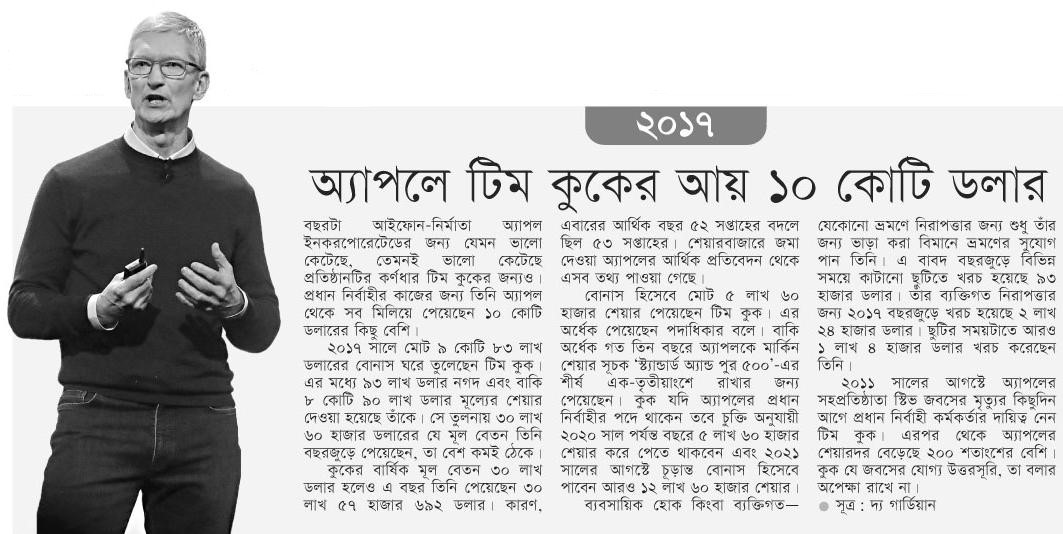 ২০১৭
অ্যাপলে টিম কুকের আয় ১০ কোটি ডলার
বছরটা আইফোন-নির্মাতা অ্যাপল
ইনকরপোরেটেডের জন্য যেমন ভালো
কেটেছে, তেমনই ভালো কেটেছে
প্রতিষ্ঠানটির কর্ণধার টিম কুকের জন্যও।
প্রধান নির্বাহীর কাজের জন্য তিনি অ্যাপল
থেকে সব মিলিয়ে পেয়েছেন ১০ কোটি
ডলারের কিছু বেশি।
২০১৭ সালে মোট ৯ কোটি ৮৩ লাখ
ডলারের বোনাস ঘরে তুলেছেন টিম কুক।
এর মধ্যে ৯৩ লাখ ডলার নগদ এবং বাকি
৮ কোটি ৯০ লাখ ডলার মূল্যের শেয়ার
দেওয়া হয়েছে তাঁকে। সে তুলনায় ৩০ লাখ
৬০ হাজার ডলারের যে মূল বেতন তিনি
বছরজুড়ে পেয়েছেন, তা বেশ কমই ঠেকে।
কুকের বার্ষিক মূল বেতন ৩০ লাখ
ডলার হলেও এ বছর তিনি পেয়েছেন ৩০
লাখ ৫৭ হাজার ৬৯২ ডলার। কারণ,
এবারের আর্থিক বছর ৫২ সপ্তাহের বদলে
ছিল ৫৩ সপ্তাহের। শেয়ারবাজারে জমা
দেওয়া অ্যাপলের আর্থিক প্রতিবেদন থেকে
এসব তথ্য পাওয়া গেছে।
বোনাস হিসেবে মোট ৫ লাখ ৬০
হাজার শেয়ার পেয়েছেন টিম কুক। এর
অর্ধেক পেয়েছেন পদাধিকার বলে। বাকি
অর্ধেক গত তিন বছরে অ্যাপলকে মার্কিন
শেয়ার সূচক ‘স্ট্যান্ডার্ড অ্যান্ড পুর ৫০০’-এর
শীর্ষ এক-তৃতীয়াংশে রাখার জন্য
পেয়েছেন। কুক যদি অ্যাপলের প্রধান
নির্বাহীর পদে থাকেন তবে চুক্তি অনুযায়ী
২০২০ সাল পর্যন্ত বছরে ৫ লাখ ৬০ হাজার
শেয়ার করে পেতে থাকবেন এবং ২০২১
সালের আগস্টে চূড়ান্ত বোনাস হিসেবে
পাবেন আরও ১২ লাখ ৬০ হাজার শেয়ার।
ব্যবসায়িক হোক কিংবা ব্যক্তিগত—
যেকোনো ভ্রমণে নিরাপত্তার জন্য শুধু তাঁর
জন্য ভাড়া করা বিমানে ভ্রমণের সুযোগ
পান তিনি। এ বাবদ বছরজুড়ে বিভিন্ন
সময়ে কাটানো ছুটিতে খরচ হয়েছে ৯৩
হাজার ডলার। তাঁর ব্যক্তিগত নিরাপত্তার
জন্য ২০১৭ বছরজুড়ে খরচ হয়েছে ২ লাখ
২৪ হাজার ডলার। ছুটির সময়টাতে আরও
১ লাখ ৪ হাজার ডলার খরচ করেছেন
তিনি।
২০১১ সালের আগস্টে অ্যাপলের
সহপ্রতিষ্ঠাতা স্টিভ জবসের মৃত্যুর কিছুদিন
আগে প্রধান নির্বাহী কর্মকর্তার দায়িত্ব নেন
টিম কুক। এরপর থেকে অ্যাপলের
শেয়ারদর বেড়েছে ২০০ শতাংশের বেশি।
কুক যে জবসের যোগ্য উত্তরসূরি, তা বলার
অপেক্ষা রাখে না।
● সূত্র : দ্য গার্ডিয়ান